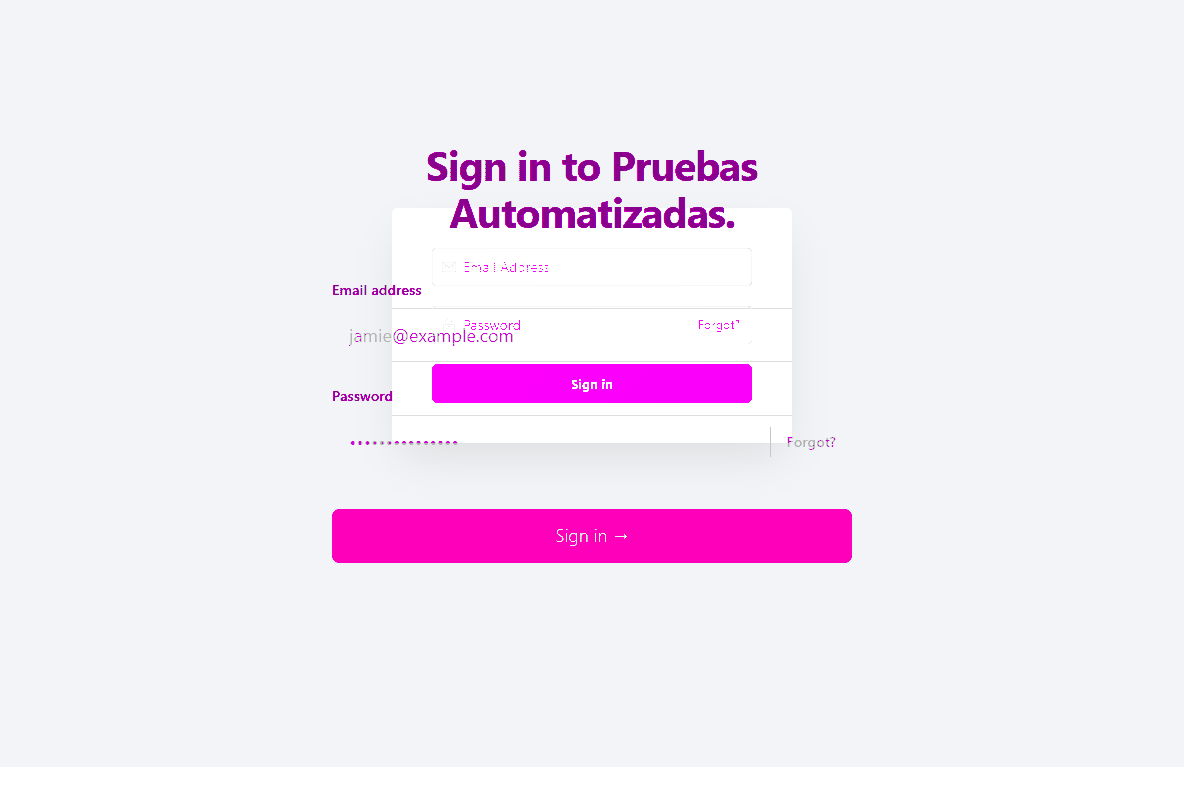 Sign in to Pruebas
Automatizadas.
Email Address
Email address
Password
Forgot?
jamie@example.com
Sign in
Password
Forgot?
Sign in →